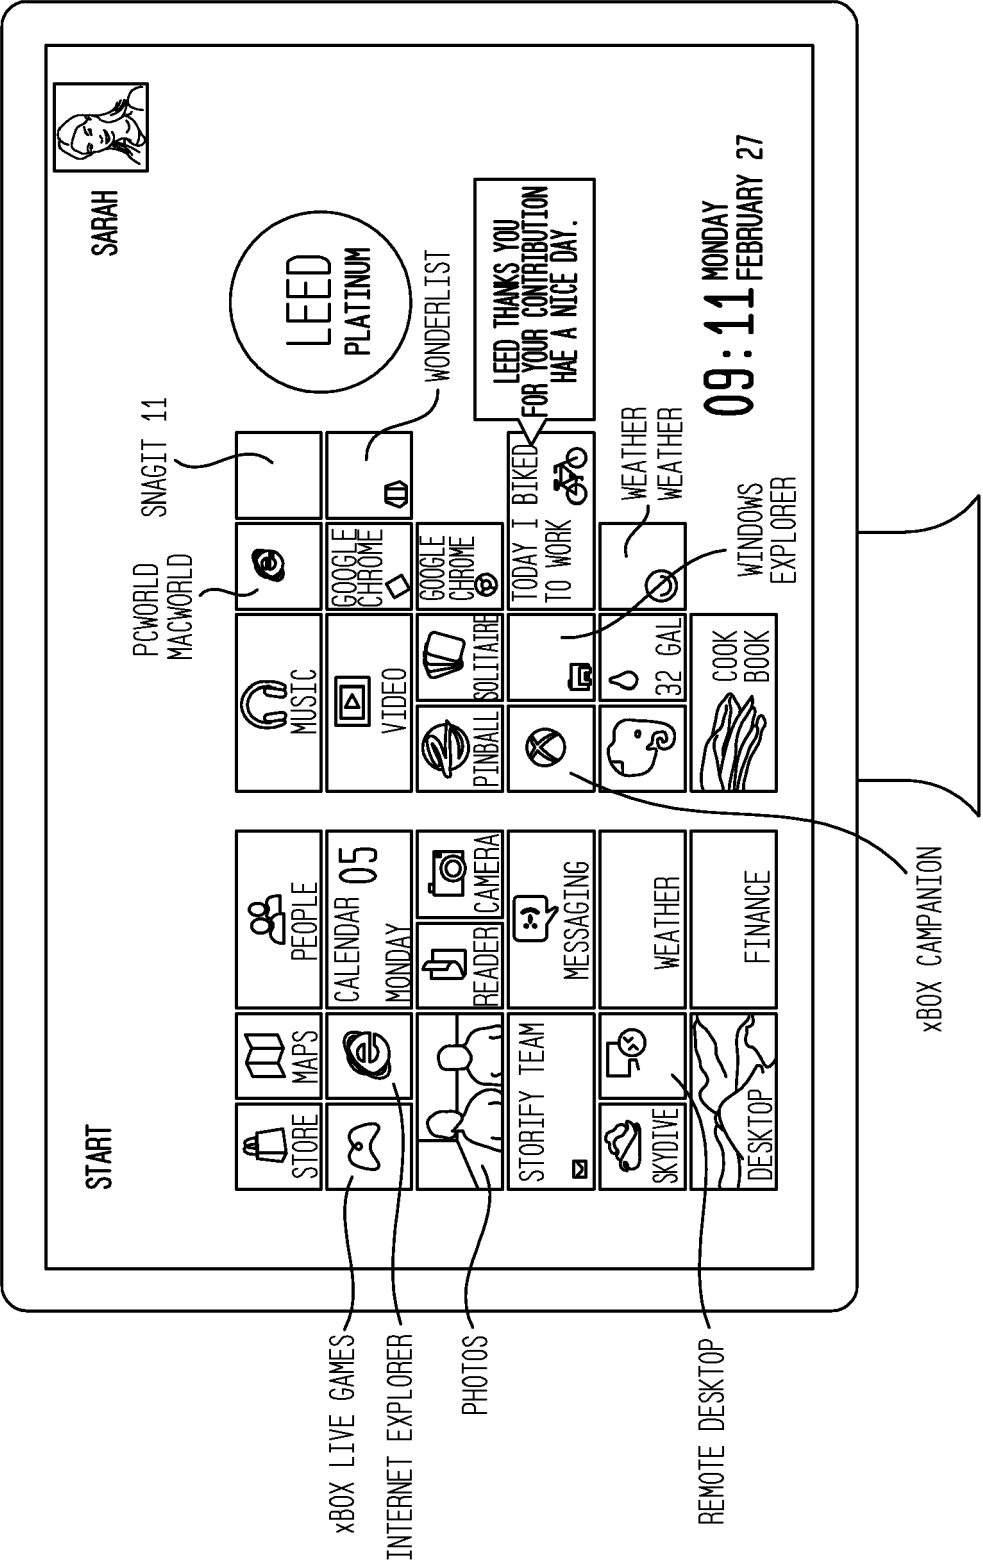 START
SARAH
STORE
MAPS
PEOPLE
CALENDAR 05
MONDAY
READER
CAMERA
STORIFY TEAM
MESSAGING
SKYDIVE
WEATHER
DESKTOP
FINANCE
MUSIC
VIDEO
PINBALL
SOLITAIRE
32 GAL
COOK
BOOK
GOOGLE
CHROME
GOOGLE
CHROME
TODAY I BIKED
TO WORK
LEED
PLATINUM
LEED THANKS YOU
FOR YOUR CONTRIBUTION
HAE A NICE DAY.
09:11
MONDAY
FEBRUARY 27
PCWORLD
MACWORLD
SNAGIT 11
WONDERLIST
WEATHER
WEATHER
WINDOWS
EXPLORER
xBOX CAMPANION
xBOX LIVE GAMES
INTERNET EXPLORER
PHOTOS
REMOTE DESKTOP